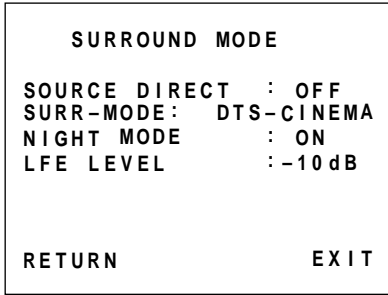 SURROUND MODE
SOURCE DIRECT : OFF
SURR-MODE: DTS-CINEMA
NIGHT MODE : ON
LFE LEVEL :-10dB
RETURN EXIT